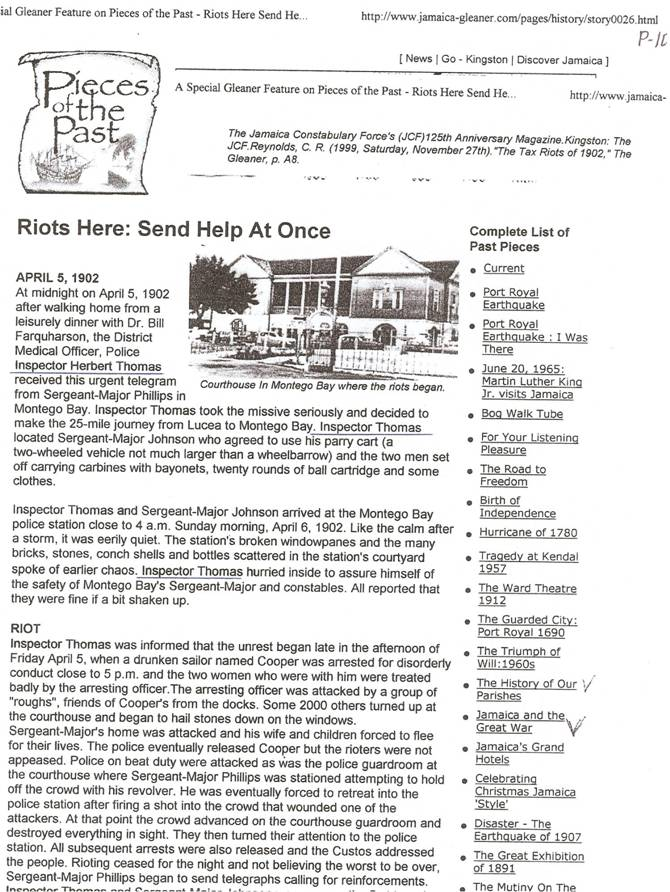 ial Gleaner Feature on Pieces of the Past - Riots Here Send He...
http://www.jamaica-gleaner.com/pages/history/story0026.html
[ News | Go - Kingston | Discover Jamaica ]
Pieces
of the
Past
A Special Gleaner Feature on Pieces of the Past - Riots Here Send He...
http://www.jamaica-
The Jamaica Constabulary Force's (JCF)125th Anniversary Magazine.Kingston: The
JCF.Reynolds, C. R. (1999, Saturday, November 27th)."The Tax Riots of 1902," The
Gleaner, p. A8.
Riots Here: Send Help At Once
APRIL 5, 1902
At midnight on April 5, 1902
after walking home from a
leisurely dinner with Dr. Bill
Farquharson, the District
Medical Officer, Police
Inspector Herbert Thomas
received this urgent telegram
from Sergeant-Major Phillips in
Courthouse In Montego Bay where the riots began.
Montego Bay. Inspector Thomas took the missive seriously and decided to
make the 25-mile journey from Lucea to Montego Bay. Inspector Thomas
located Sergeant-Major Johnson who agreed to use his parry cart (a
two-wheeled vehicle not much larger than a wheelbarrow) and the two men set
off carrying carbines with bayonets, twenty rounds of ball cartridge and some
clothes.
Inspector Thomas and Sergeant-Major Johnson arrived at the Montego Bay
police station close to 4 a.m. Sunday morning, April 6, 1902. Like the calm after
a storm, it was eerily quiet. The station's broken windowpanes and the many
bricks, stones, conch shells and bottles scattered in the station's courtyard
spoke of earlier chaos. Inspector Thomas hurried inside to assure himself of
the safety of Montego Bay's Sergeant-Major and constables. All reported that
they were fine if a bit shaken up.
RIOT
Inspector Thomas was informed that the unrest began late in the afternoon of
Friday April 5, when a drunken sailor named Cooper was arrested for disorderly
conduct close to 5 p.m. and the two women who were with him were treated
badly by the arresting officer.The arresting officer was attacked by a group of
"roughs", friends of Cooper's from the docks. Some 2000 others turned up at
the courthouse and began to hail stones down on the windows.
Sergeant-Major's home was attacked and his wife and children forced to flee
for their lives. The police eventually released Cooper but the rioters were not
appeased. Police on beat duty were attacked as was the police guardroom at
the courthouse where Sergeant-Major Phillips was stationed attempting to hold
off the crowd with his revolver. He was eventually forced to retreat into the
police station after firing a shot into the crowd that wounded one of the
attackers. At that point the crowd advanced on the courthouse guardroom and
destroyed everything in sight. They then turned their attention to the police
station. All subsequent arrests were also released and the Custos addressed
the people. Rioting ceased for the night and not believing the worst to be over,
Sergeant-Major Phillips began to send telegraphs calling for reinforcements.
Complete List of
Past Pieces
Current
Port Royal
Earthquake
Port Royal
Earthquake : I Was
There
June 20, 1965:
Martin Luther King
Jr. visits Jamaica
Bog Walk Tube
For Your Listening
Pleasure
The Road to
Freedom
Birth of
Independence
Hurricane of 1780
Tragedy at Kendal
1957
The Ward Theatre
1912
The Guarded City:
Port Royal 1690
The Triumph of
Will:1960s
The History of Our
Parishes
Jamaica and the
Great War
Jamaica's Grand
Hotels
Celebrating
Christmas Jamaica
'Style'
Disaster - The
Earthquake of 1907
The Great Exhibition
of 1891
The Mutiny On The